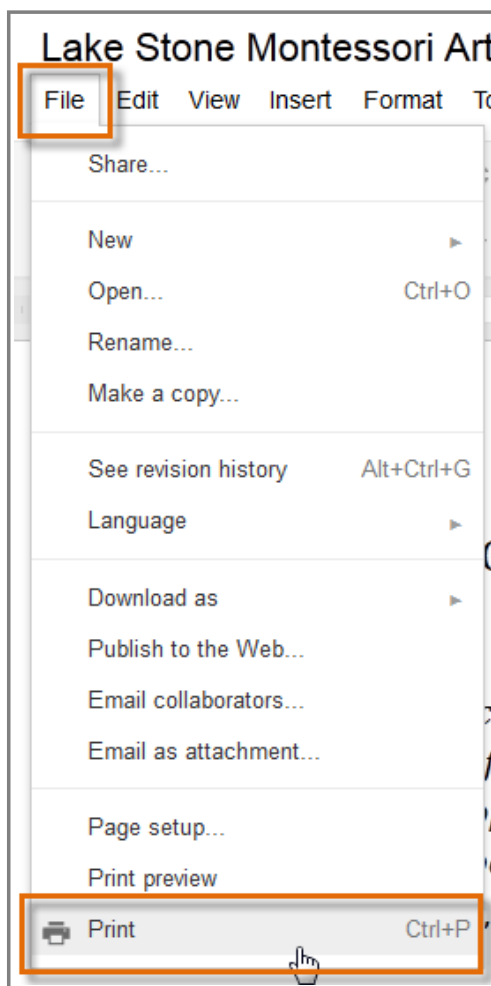 Lake Stone Montessori Art
File Edit View Insert Format
Share...
New
Open... Ctrl+O
Rename...
Make a copy...
See revision history Alt+Ctrl+G
Language
Download as
Publish to the Web...
Email collaborators...
Email as attachment...
Page setup...
Print preview
Print Ctrl+P